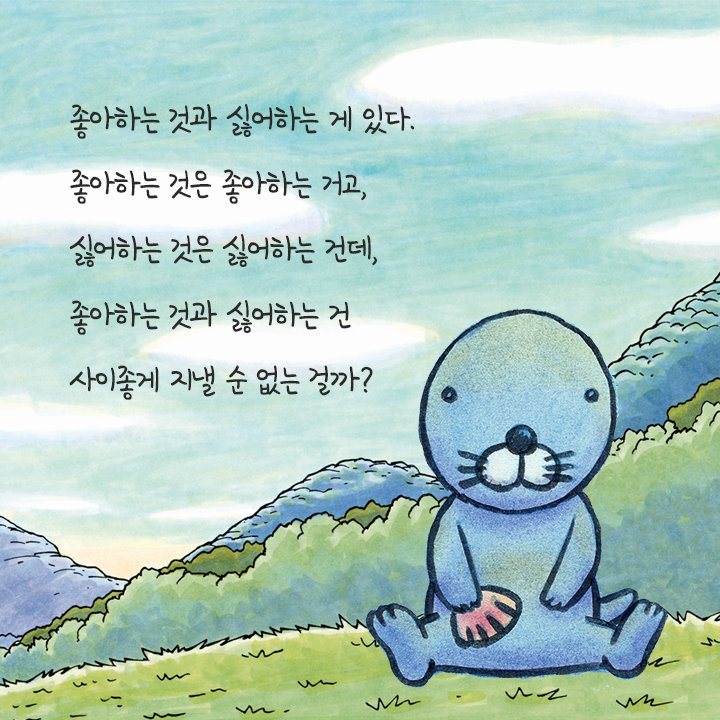 좋아하는 것과 싫어하는 게 있다.
좋아하는 것은 좋아하는 거고,
싫어하는 것은 싫어하는 건데,
좋아하는 것과 싫어하는 건
사이좋게 지낼 순 없는 걸까?